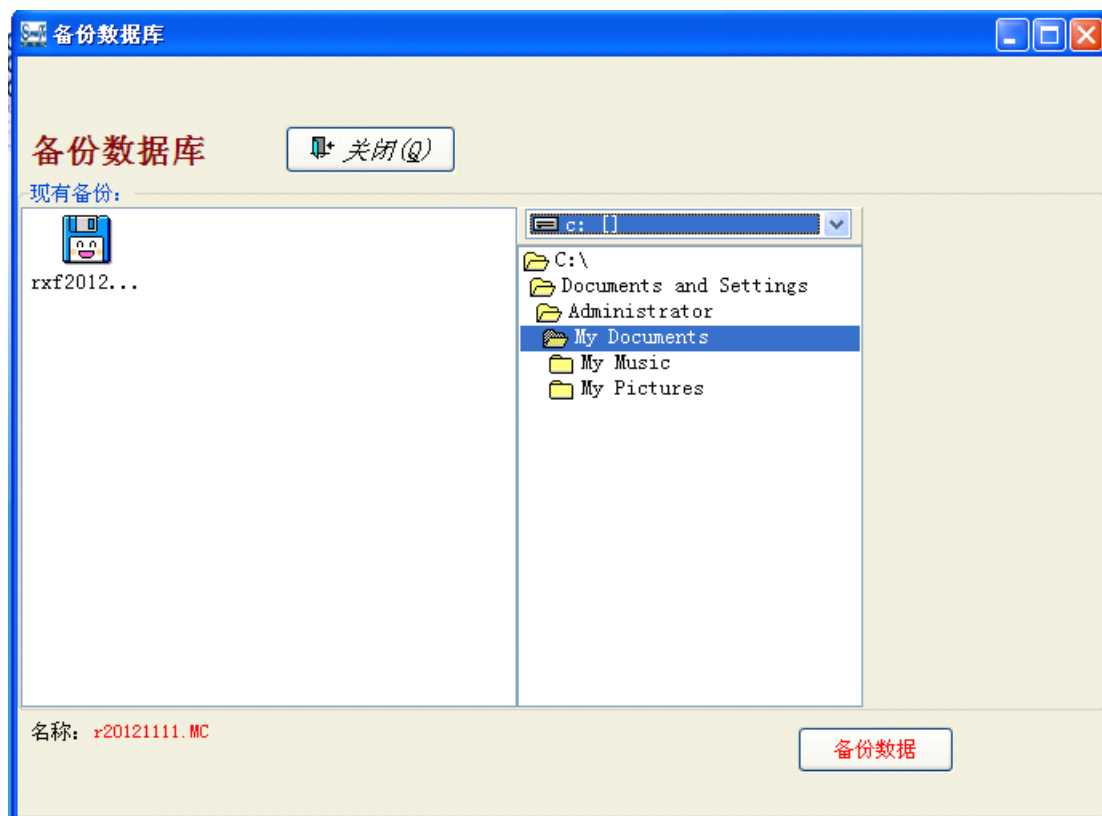 备份数据库
备份数据库
关闭(Q)
现有备份:
rxf2012...
c: []
C:\
Documents and Settings
Administrator
My Documents
My Music
My Pictures
名称: r20121111.MC
备份数据